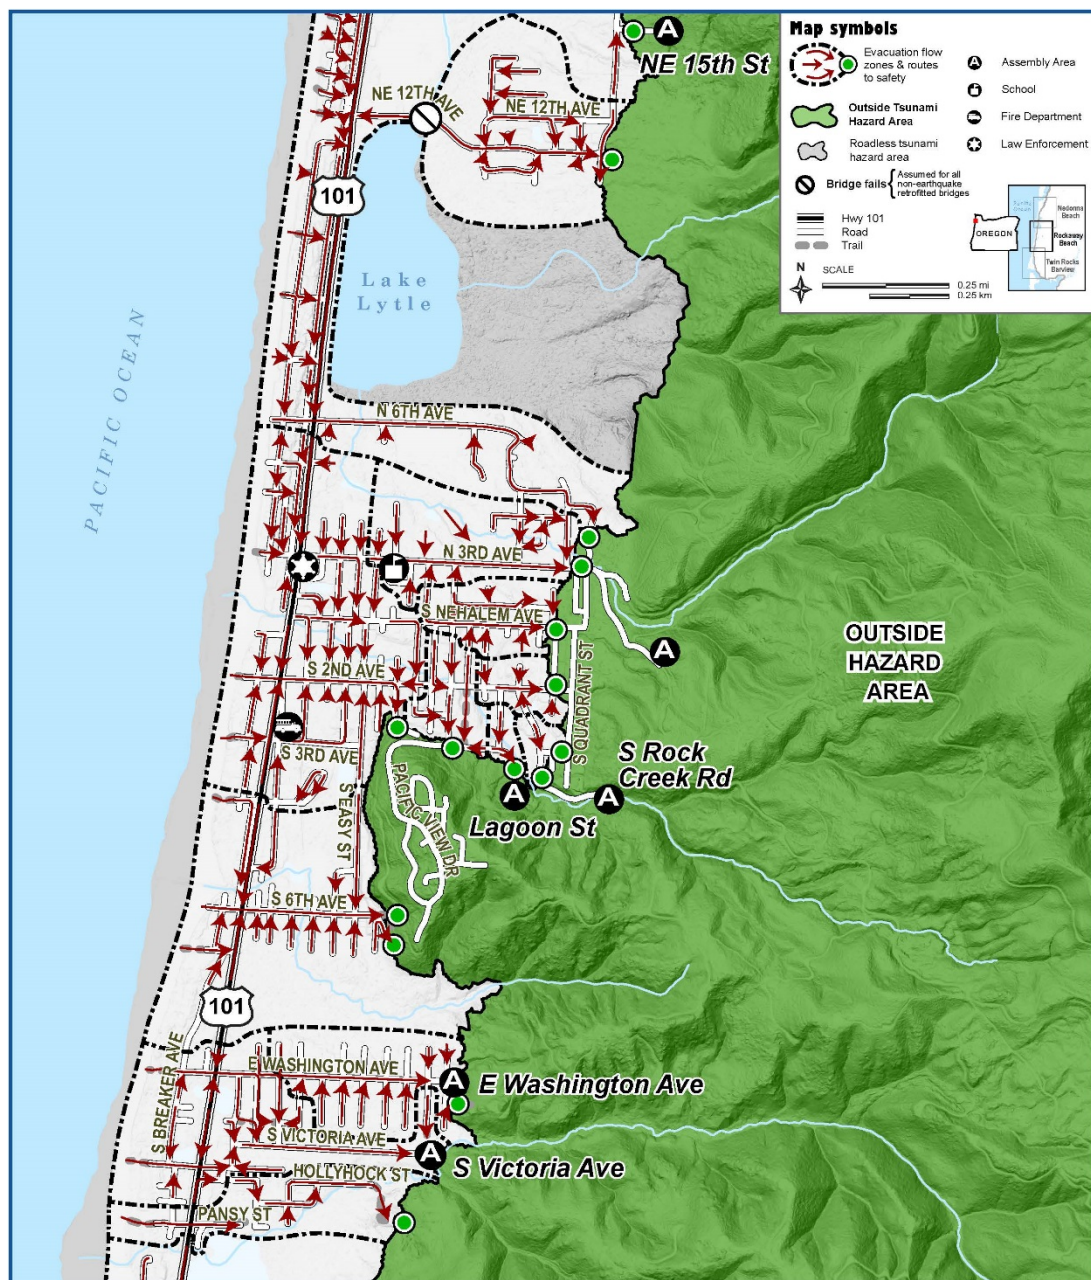 Map symbols
Evacuation flow
zones & routes
to safety
Outside Tsunami
Hazard Area
Roadless tsunami
hazard area
Bridge fails
Assumed for all
non-earthquake
retrofitted bridges
Hwy 101
Road
Trail
A Assembly Area
School
Fire Department
Law Enforcement
OREGON
Nedonna
Beach
Rockaway
Beach
Twin Rocks
Barview
N
SCALE
0.25 mi
0.25 km
A
NE 15th St
NE 12TH AVE
NE 12TH AVE
101
Lake
Lytle
PACIFIC OCEAN
N 6TH AVE
N 3RD AVE
S NEHALEM AVE
A
OUTSIDE
HAZARD
AREA
S 2ND AVE
S QUADRANT ST
S 3RD AVE
S Rock
Creek Rd
A
A
Lagoon St
PACIFIC VIEW DR
S EASY ST
S 6TH AVE
101
S BREAKER AVE
E WASHINGTON AVE
A
E Washington Ave
S VICTORIA AVE
A
S Victoria Ave
HOLLYHOCK ST
PANSY ST